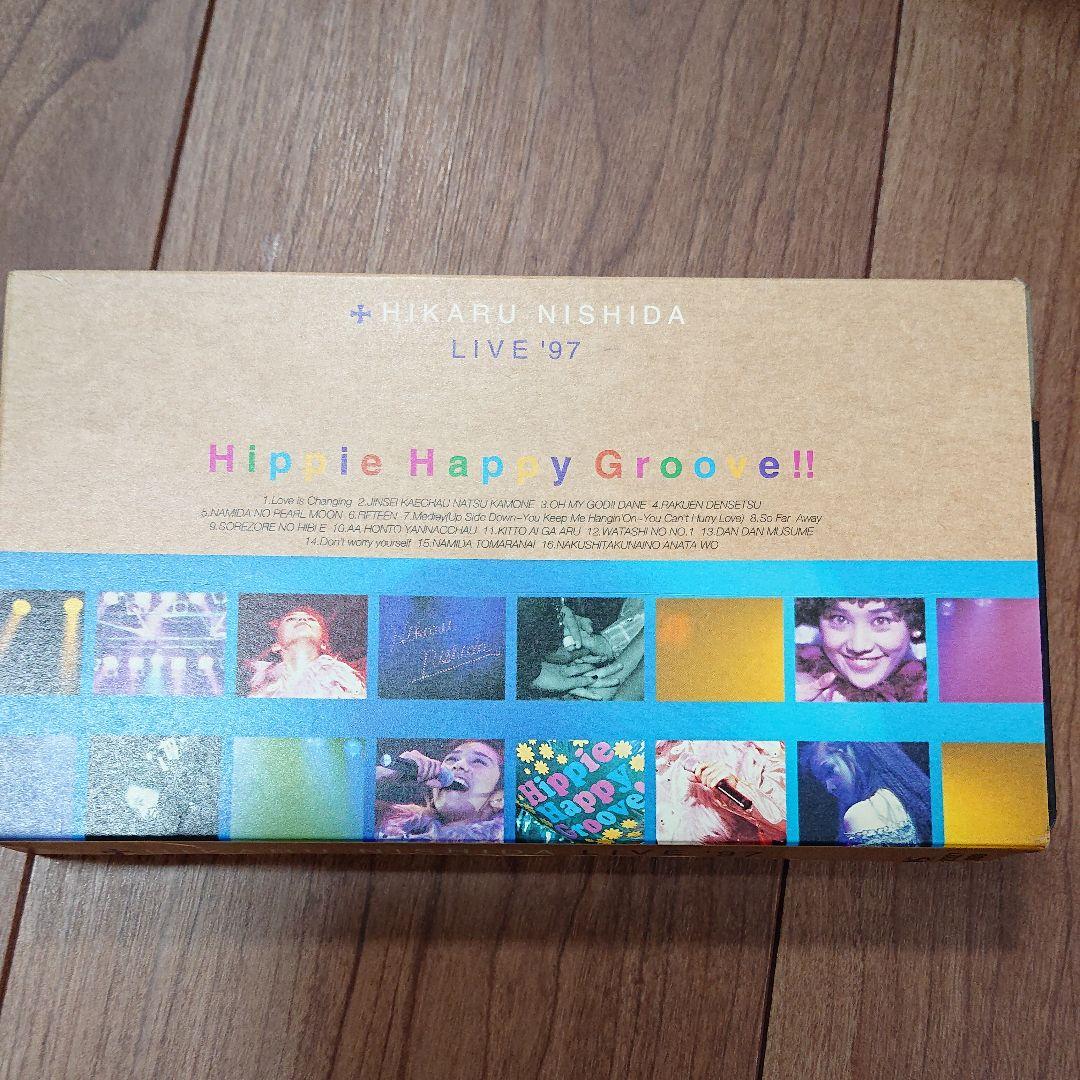 HIKARU NISHIDA
LIVE '97
Hippie Happy Groove!!
1.Love is Changing 2.JINSEI KAECHAU NATSU KAMONE 3.OH MY GOD!! DANE 4.RAKUEN DENSETSU
5.NAMIDA NO PEARL MOON 6.FIFTEEN 7.Medley(Up Side Down~You Keep Me Hangin'On~You Can't Hurry Love) 8.So Far Away
9.SOREZORE NO HIBI E 10.AA HONTO YANNACCHAU 11.KITTO AI GA ARU 12.WATASHI NO NO.1 13.DAN DAN MUSUME
14.Don't worry yourself 15.NAMIDA TOMARANAI 16.NAKUSHITAKUNAINO ANATA WO
Hikaru
Nishida
Hippie
Happy
Groove!
LIVE '97